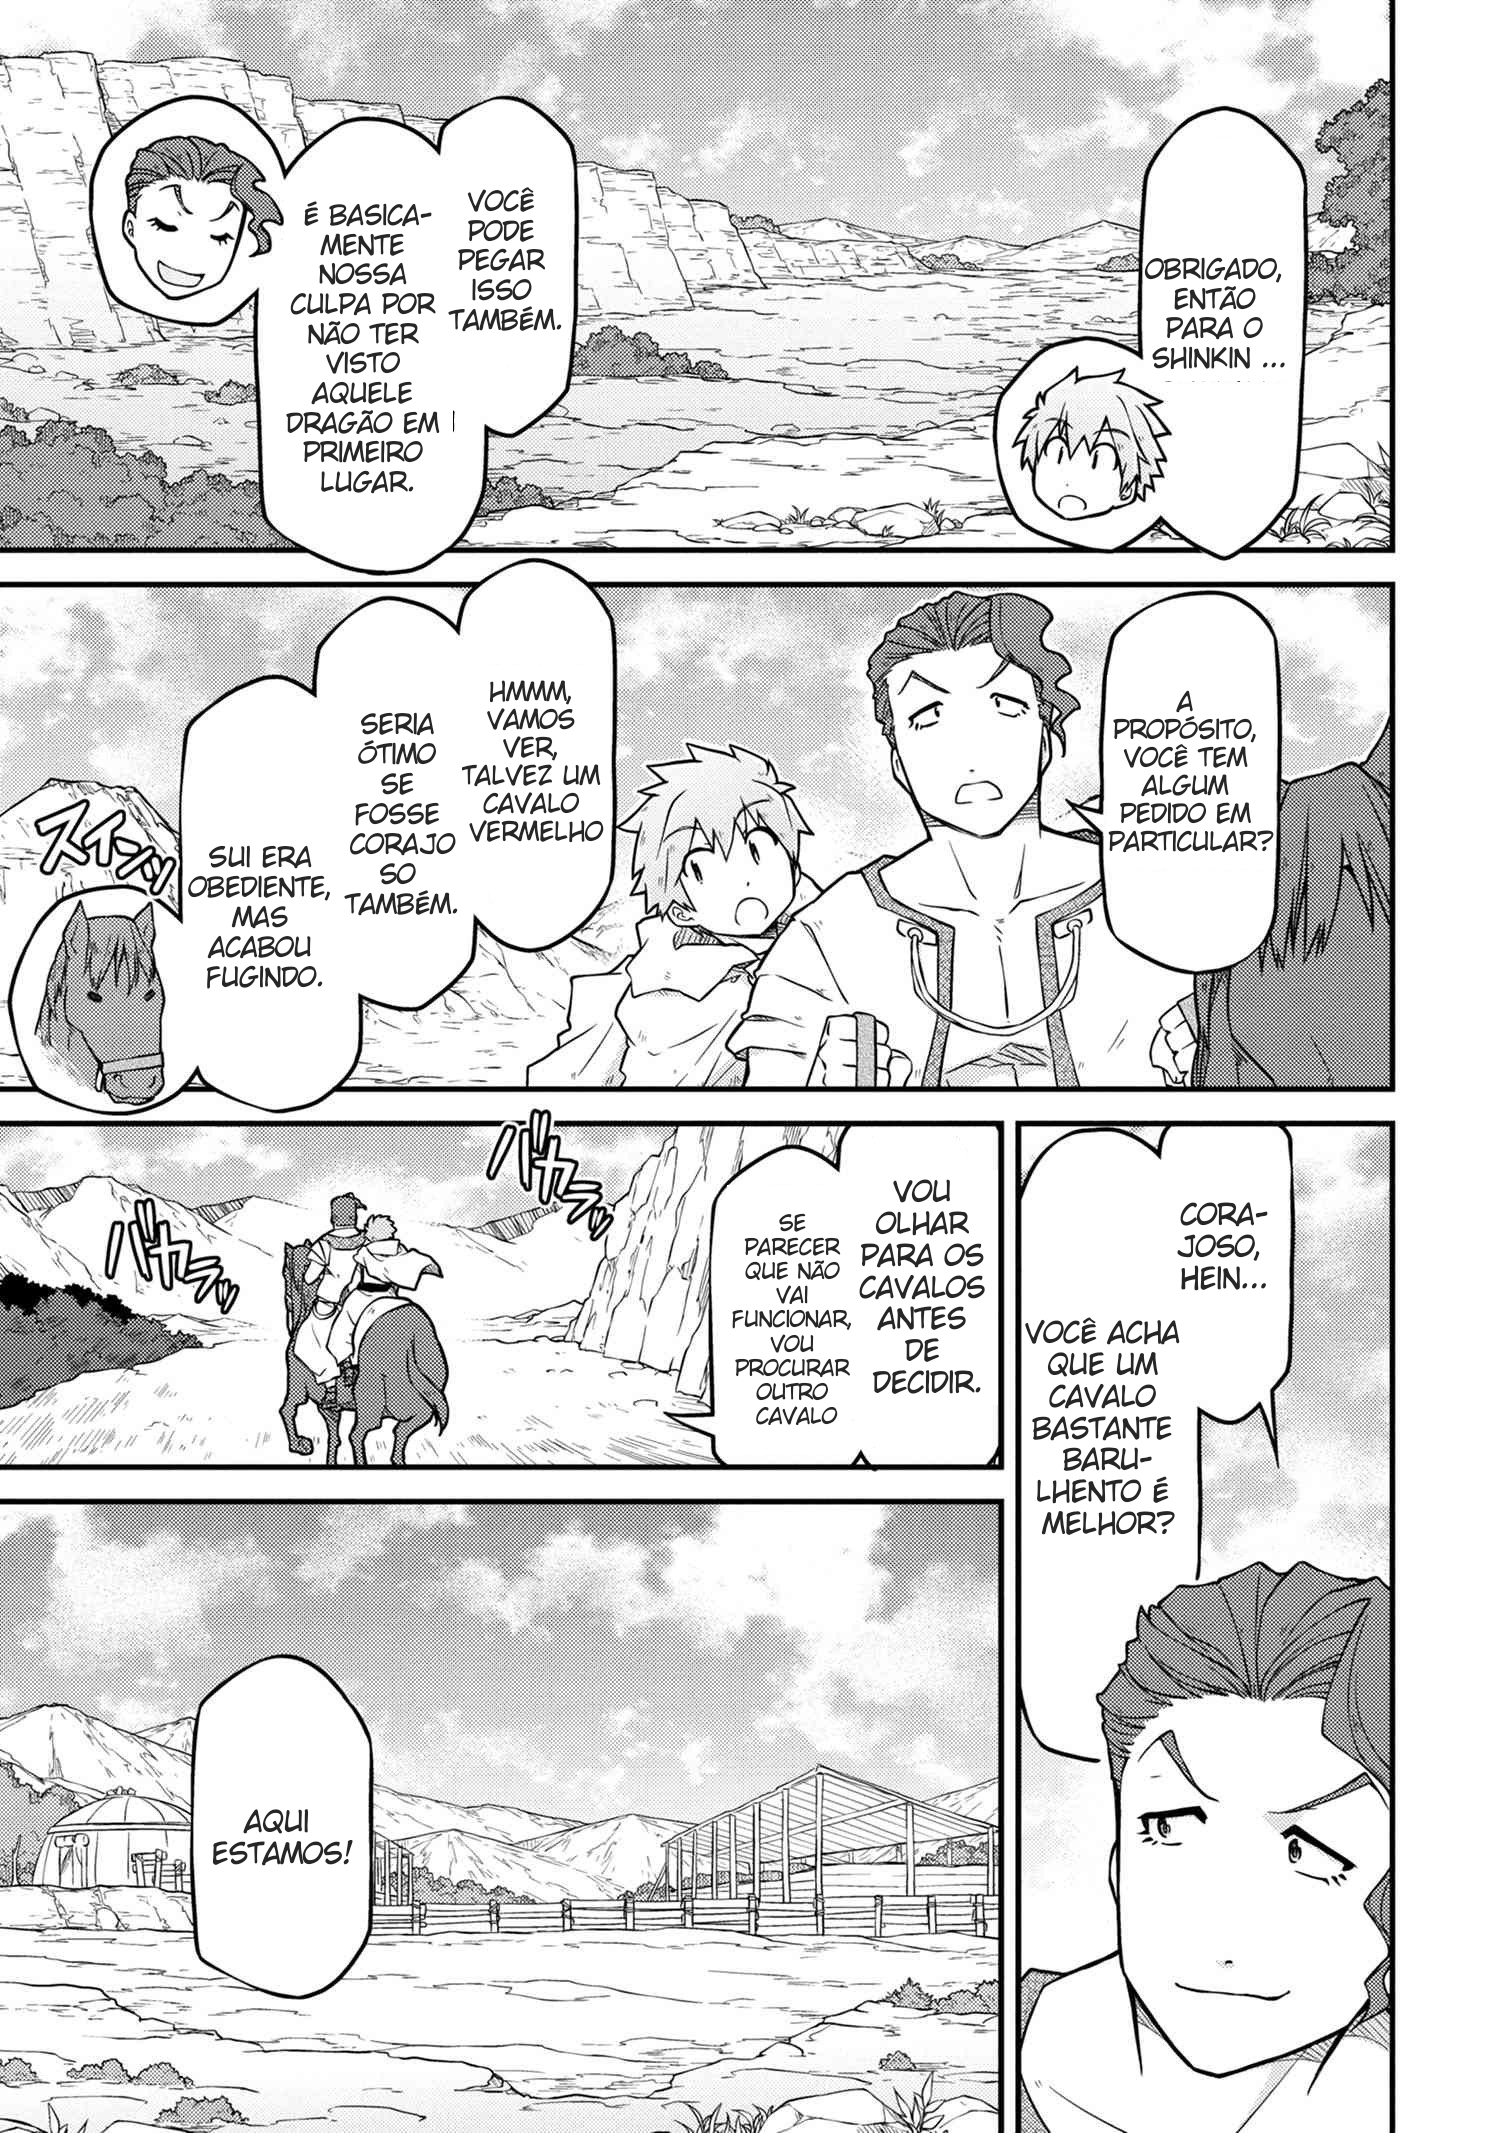 OBRIGADO,
ENTÃO
PARA O
SHINKIN ...
VOCÊ
PODE
PEGAR
ISSO
TAMBÉM.
É BASICA-
MENTE
NOSSA
CULPA POR
NÃO TER
VISTO
AQUELE
DRAGÃO EM
PRIMEIRO
LUGAR.
A
PROPÓSITO,
VOCÊ TEM
ALGUM
PEDIDO EM
PARTICULAR?
HMMM,
VAMOS
VER,
TALVEZ UM
CAVALO
VERMELHO
SERIA
ÓTIMO
SE
FOSSE
CORAJO
SO
TAMBÉM.
SUI ERA
OBEDIENTE,
MAS
ACABOU
FUGINDO.
スイーンッ
CORA-
JOSO,
HEIN...
VOCÊ ACHA
QUE UM
CAVALO
BASTANTE
BARU-
LHENTO É
MELHOR?
VOU
OLHAR
PARA OS
CAVALOS
ANTES
DE
DECIDIR.
SE
PARECER
QUE NÃO
VAI
FUNCIONAR,
VOU
PROCURAR
OUTRO
CAVALO
パカラッ
パカラッ
AQUI
ESTAMOS!